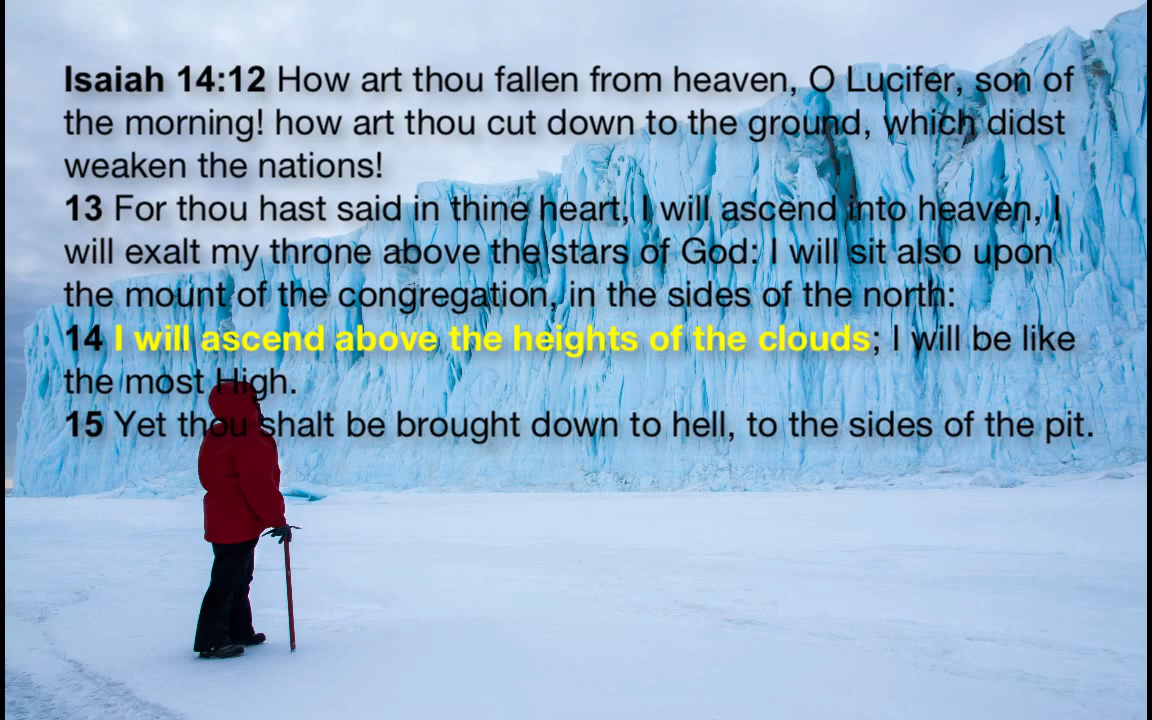 Isaiah 14:12 How art thou fallen from heaven, O Lucifer, son of
the morning! how art thou cut down to the ground, which didst
weaken the nations!
13 For thou hast said in thine heart, I will ascend into heaven, I
will exalt my throne above the stars of God: I will sit also upon
the mount of the congregation, in the sides of the north:
14 I will ascend above the heights of the clouds; I will be like
the most High.
15 Yet thou shalt be brought down to hell, to the sides of the pit.